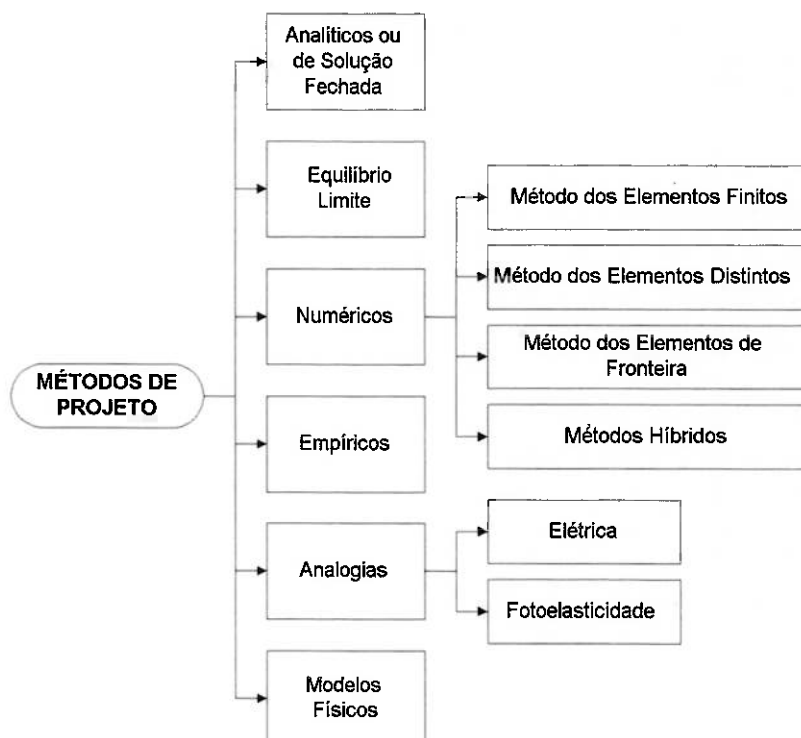 Analíticos ou
de Solução
Fechada
Equilíbrio
Limite
Numéricos
Método dos Elementos Finitos
Método dos Elementos Distintos
Método dos Elementos de
Fronteira
Métodos Híbridos
MÉTODOS DE
PROJETO
Empíricos
Analogias
Elétrica
Fotoelasticidade
Modelos
Físicos